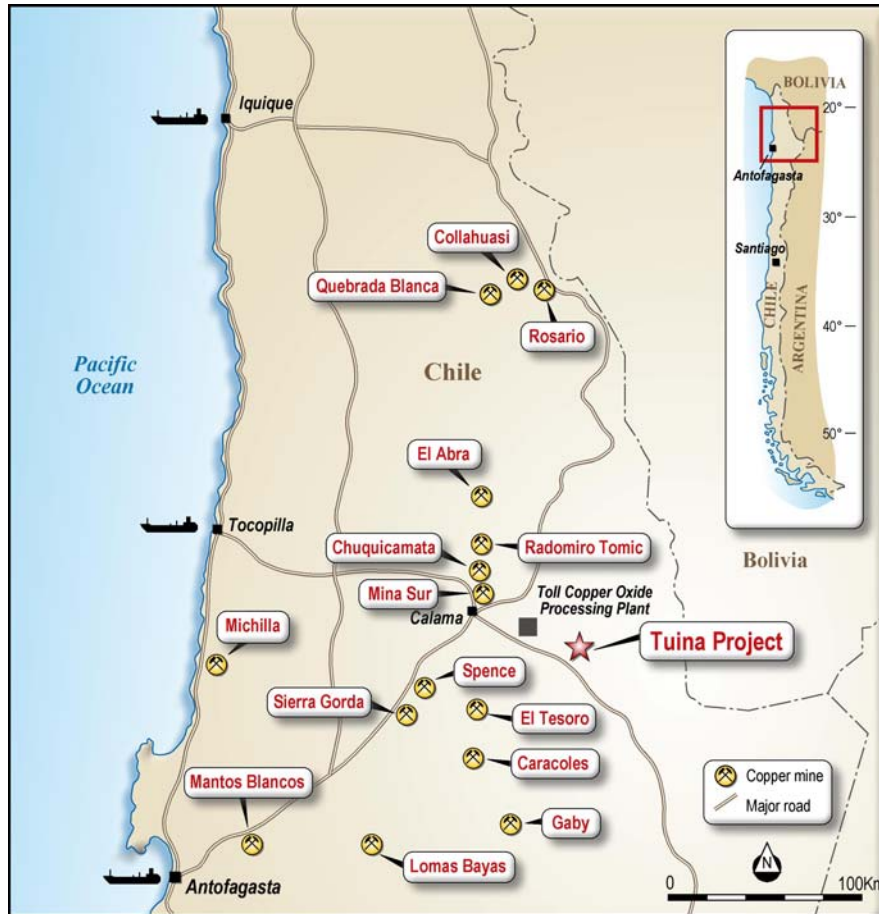 Iquique
BOLIVIA
20°
Antofagasta
30°
Santiago
CHILE
ARGENTINA
40°
50°
Collahuasi
Quebrada Blanca
Rosario
Pacific
Ocean
Chile
El Abra
Tocopilla
Chuquicamata
Radomiro Tomic
Bolivia
Mina Sur
Toll Copper Oxide
Processing Plant
Calama
Michilla
Tuina Project
Spence
Sierra Gorda
El Tesoro
Caracoles
Mantos Blancos
Copper mine
Major road
Gaby
Lomas Bayas
N
Antofagasta
0 100Km